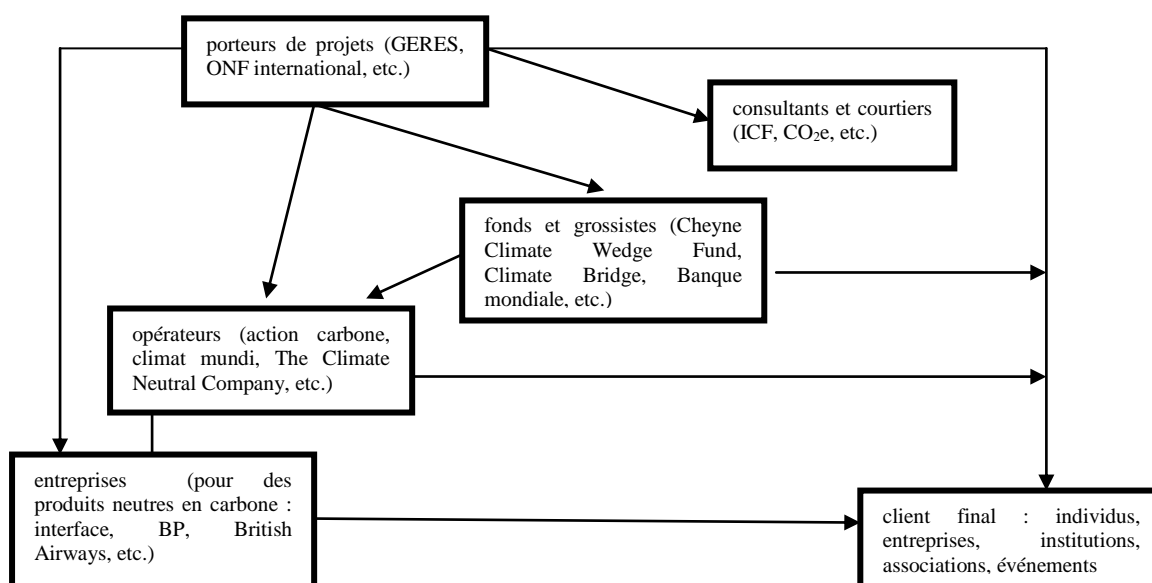 porteurs de projets (GERES,
ONF international, etc.)
consultants et courtiers
(ICF, CO₂e, etc.)
fonds et grossistes (Cheyne
Climate Wedge Fund,
Climate Bridge, Banque
mondiale, etc.)
opérateurs (action carbone,
climat mundi, The Climate
Neutral Company, etc.)
entreprises (pour des
produits neutres en carbone :
interface, BP, British
Airways, etc.)
client final : individus,
entreprises, institutions,
associations, événements